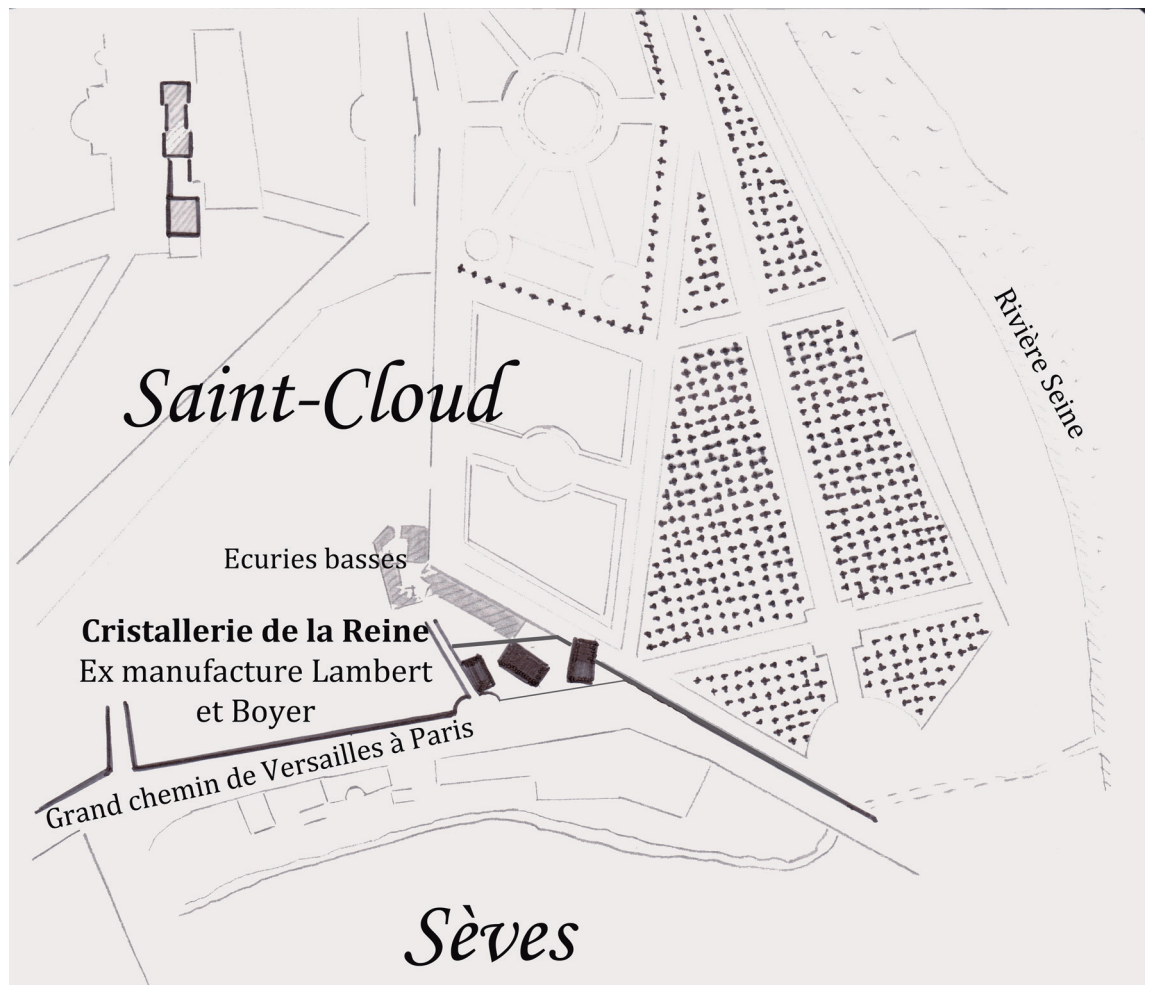 Rivière Seine
Saint-Cloud
Ecuries basses
Cristallerie de la Reine
Ex manufacture Lambert
et Boyer
Grand chemin de Versailles à Paris
Sèves